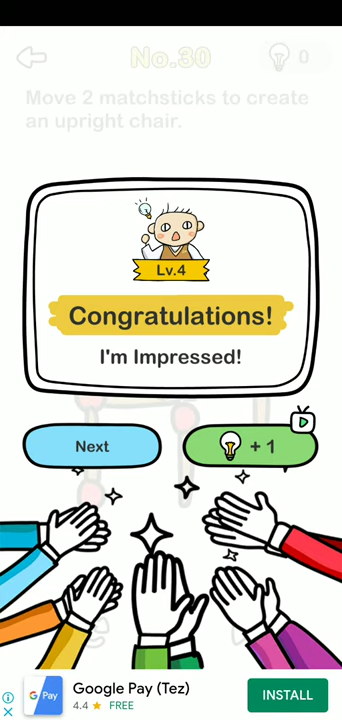 No.30
0
Move 2 matchsticks to create
an upright chair.
Lv.4
Congratulations!
I'm Impressed!
Next
+ 1
G Pay
Google Pay (Tez)
4.4 ★ FREE
INSTALL